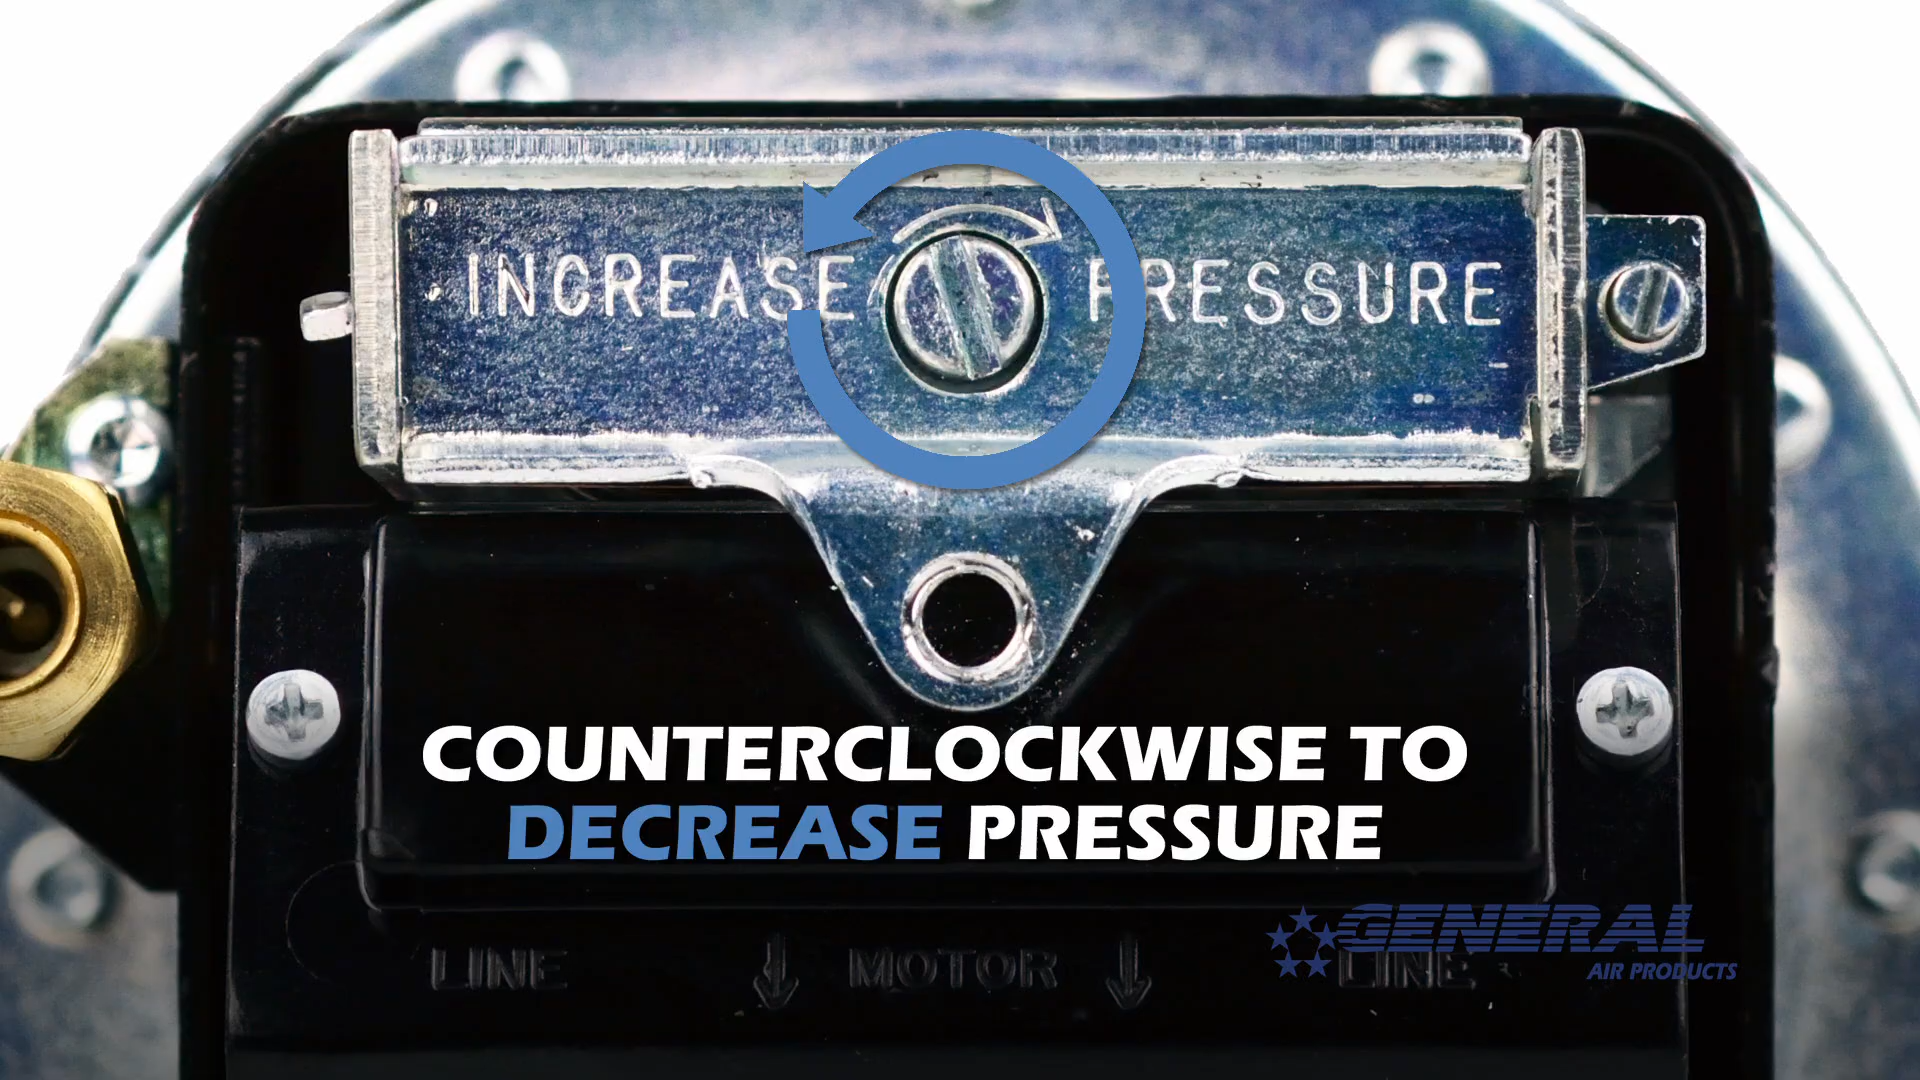 INCREASE PRESSURE
COUNTERCLOCKWISE TO
DECREASE PRESSURE
LINE MOTOR LINE
GENERAL
AIR PRODUCTS